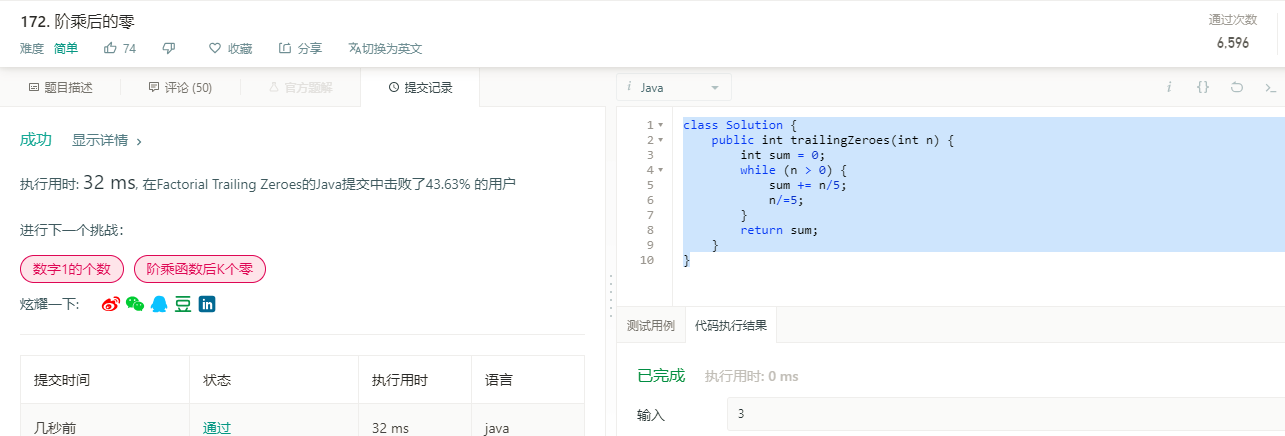 172. 阶乘后的零
通过次数
6,596
难度 简单 74 收藏 分享 切换为英文
题目描述 评论 (50) 官方题解 提交记录
成功 显示详情 ›
执行用时: 32 ms, 在Factorial Trailing Zeroes的Java提交中击败了43.63% 的用户
进行下一个挑战:
数字1的个数 阶乘函数后K个零
炫耀一下:
豆 in
提交时间 状态 执行用时 语言
几秒前 通过 32 ms java
i Java
i {} >_
1 class Solution {
2 public int trailingZeroes(int n) {
3 int sum = 0;
4 while (n > 0) {
5 sum += n/5;
6 n/=5;
7 }
8 return sum;
9 }
10 }
测试用例 代码执行结果
已完成 执行用时: 0 ms
输入 3